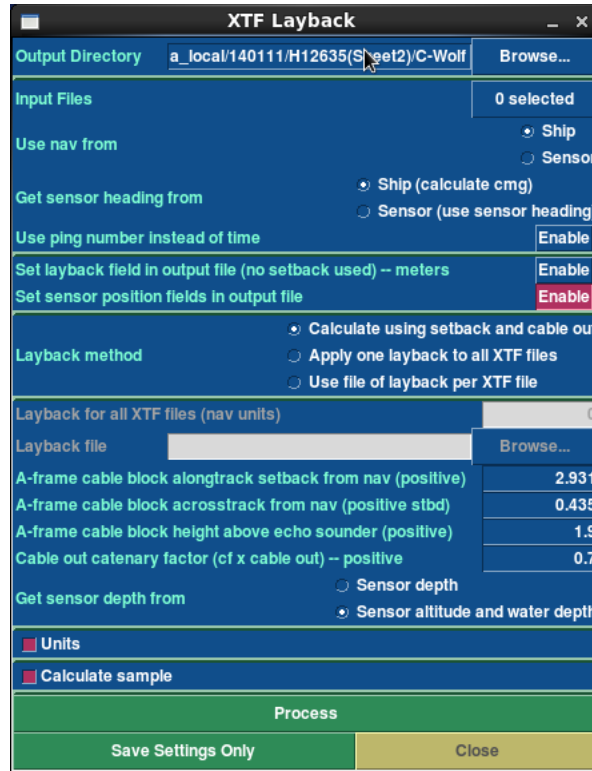 XTF Layback
Output Directory a_local/140111/H12635(Sheet2)/C-Wolf Browse...
Input Files 0 selected
Use nav from Ship
Sensor
Get sensor heading from Ship (calculate cmg)
Sensor (use sensor heading)
Use ping number instead of time Enable
Set layback field in output file (no setback used) -- meters Enable
Set sensor position fields in output file Enable
Layback method Calculate using setback and cable out
Apply one layback to all XTF files
Use file of layback per XTF file
Layback for all XTF files (nav units) 0
Layback file Browse...
A-frame cable block alongtrack setback from nav (positive) 2.931
A-frame cable block acrosstrack from nav (positive stbd) 0.435
A-frame cable block height above echo sounder (positive) 1.9
Cable out catenary factor (cf x cable out) -- positive 0.7
Get sensor depth from Sensor depth
Sensor altitude and water depth
Units
Calculate sample
Process
Save Settings Only Close